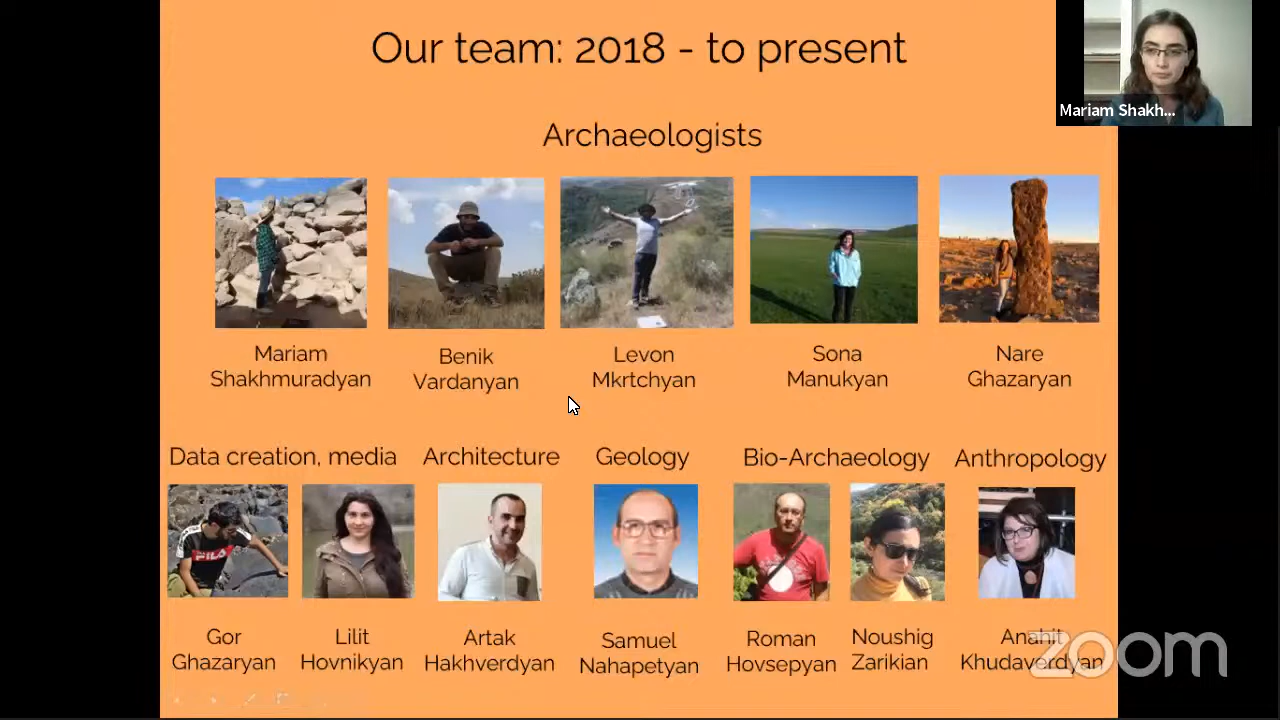 Our team: 2018 - to present
Mariam Shakh...
Archaeologists
Mariam
Shakhmuradyan
Benik
Vardanyan
Levon
Mkrtchyan
Sona
Manukyan
Nare
Ghazaryan
Data creation, media
Architecture
Geology
Bio-Archaeology
Anthropology
FILA
Gor
Ghazaryan
Lilit
Hovnikyan
Artak
Hakhverdyan
Samuel
Nahapetyan
Roman
Hovsepyan
Noushig
Zarikian
Anahit
Khudaverdyan
zoom